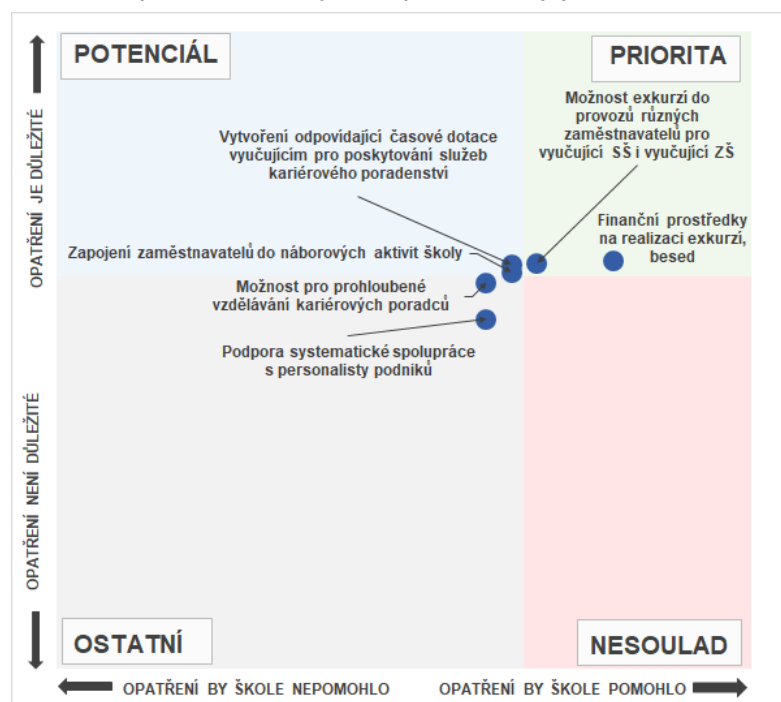 POTENCIÁL
PRIORITA
Možnost exkurzí do
provozů různých
zaměstnavatelů pro
vyučující SŠ i vyučující ZŠ
Vytvoření odpovídající časové dotace
vyučujícím pro poskytování služeb
kariérového poradenství
Finanční prostředky
na realizaci exkurzí,
besed
Zapojení zaměstnavatelů do náborových aktivit školy
Možnost pro prohloubené
vzdělávání kariérových poradců
Podpora systematické spolupráce
s personalisty podniků
OPATŘENÍ JE DŮLEŽITÉ
OPATŘENÍ NENÍ DŮLEŽITÉ
OSTATNÍ
NESOULAD
OPATŘENÍ BY ŠKOLE NEPOMOHLO
OPATŘENÍ BY ŠKOLE POMOHLO